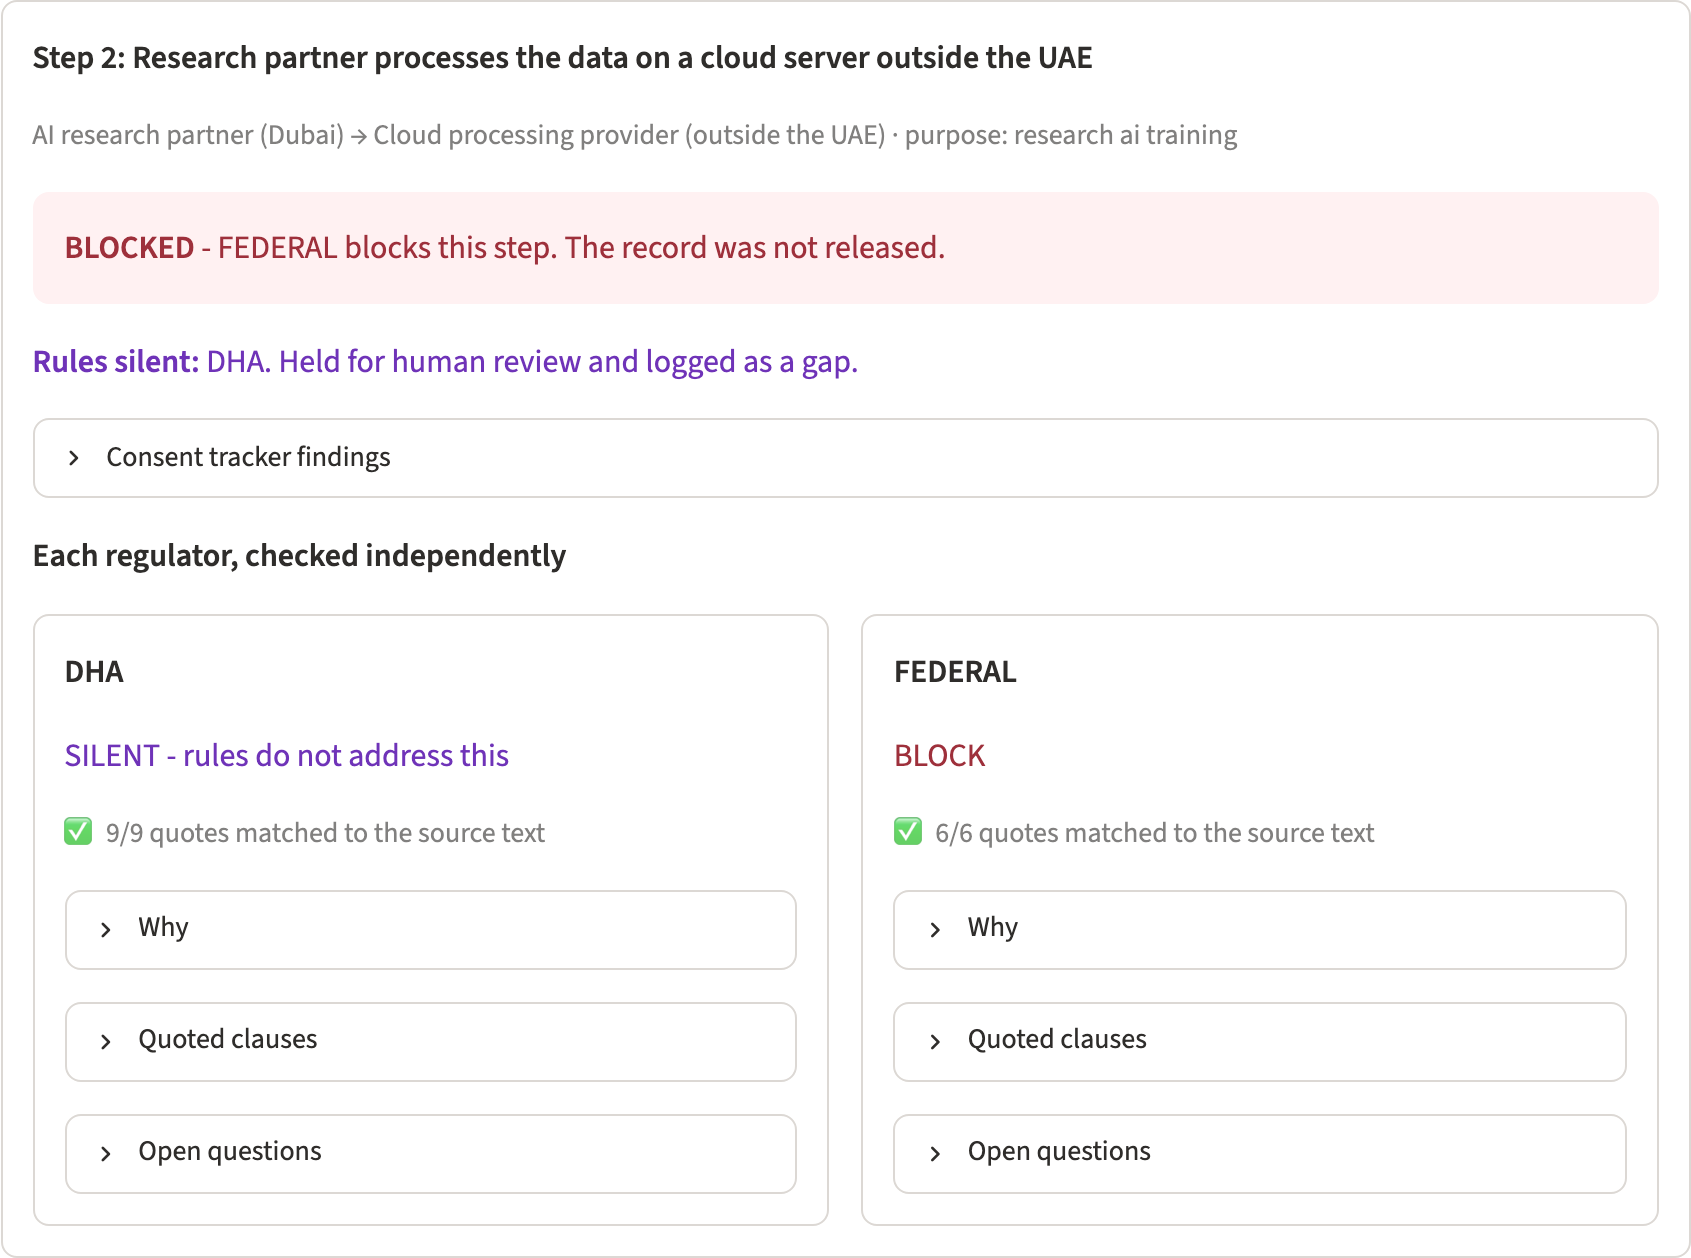 Step 2: Research partner processes the data on a cloud server outside the UAE
AI research partner (Dubai) → Cloud processing provider (outside the UAE) · purpose: research ai training
BLOCKED - FEDERAL blocks this step. The record was not released.
Rules silent: DHA. Held for human review and logged as a gap.
Consent tracker findings
Each regulator, checked independently
DHA
SILENT - rules do not address this
✅ 9/9 quotes matched to the source text
Why
Quoted clauses
Open questions
FEDERAL
BLOCK
✅ 6/6 quotes matched to the source text
Why
Quoted clauses
Open questions